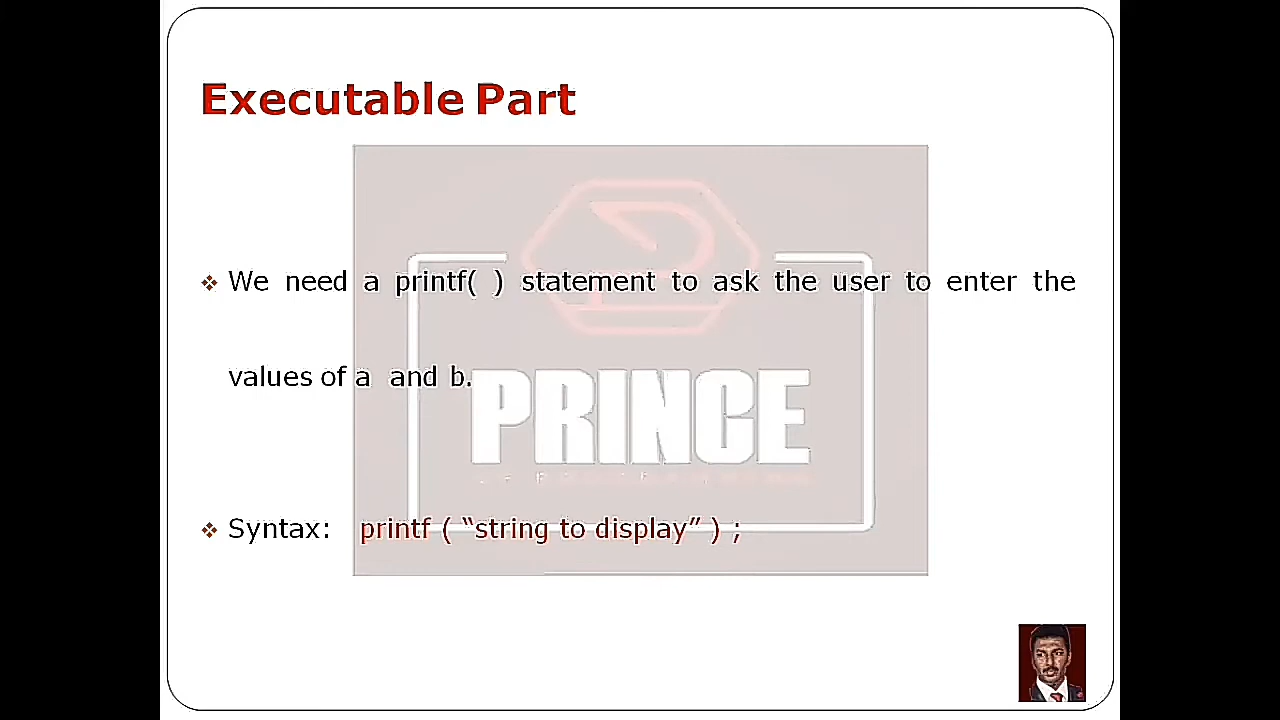 Executable Part
❖ We need a printf( ) statement to ask the user to enter the
values of a and b.
PRINCE
❖ Syntax: printf ( “string to display” ) ;